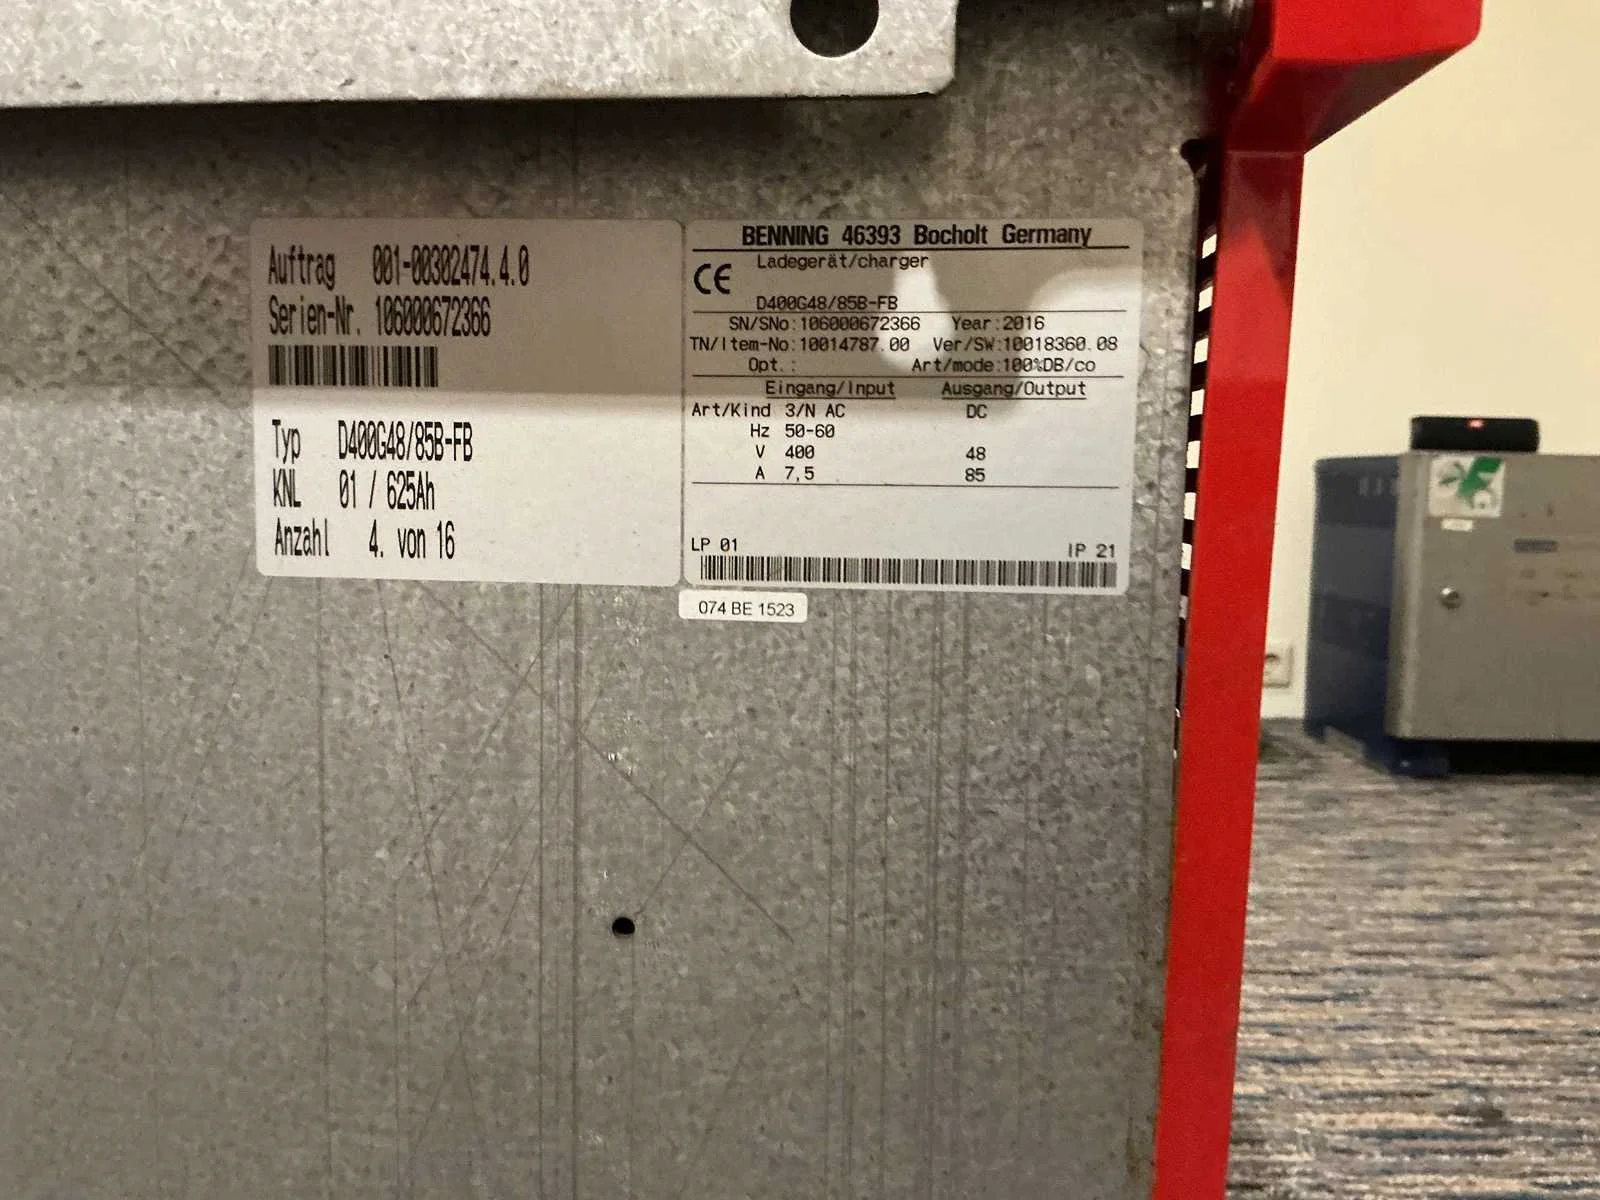 Auftrag 001-00302474.4.0
Serien-Nr. 106000672366
Typ D400G48/85B-FB
KNL 01 / 625Ah
Anzahl 4. von 16
BENNING 46393 Bocholt Germany
CE Ladegerät/charger
D400G48/85B-FB
SN/SNo:106000672366 Year:2016
TN/Item-No:10014787.00 Ver/SW:10018360.08
Opt.: Art/mode:100%DB/co
Eingang/Input Ausgang/Output
Art/Kind 3/N AC DC
Hz 50-60
V 400 48
A 7,5 85
LP 01 IP 21
074 BE 1523